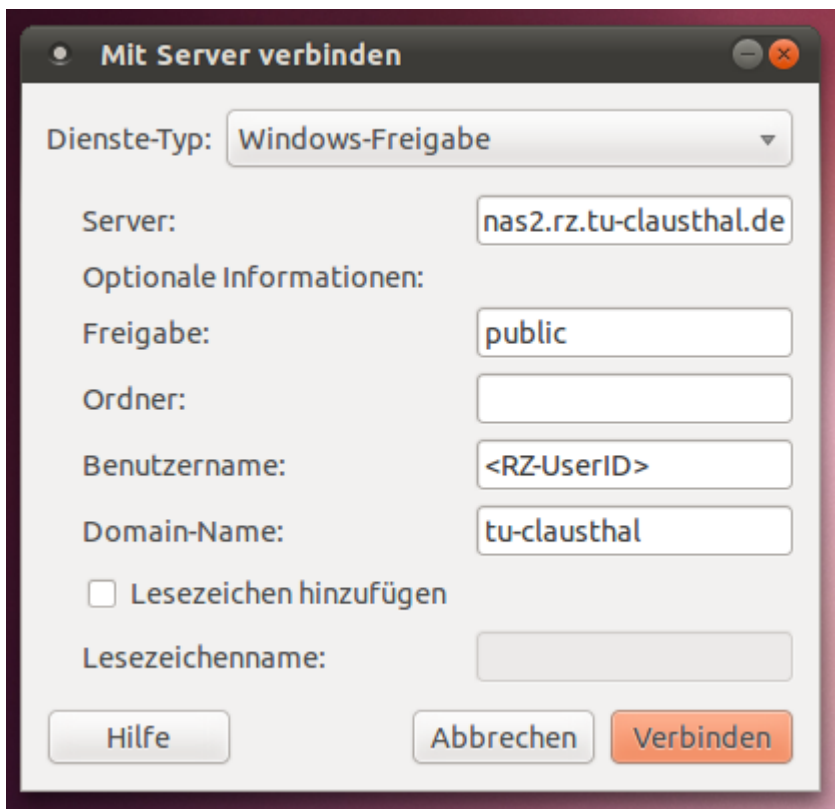 Mit Server verbinden
Dienste-Typ: Windows-Freigabe
Server: nas2.rz.tu-clausthal.de
Optionale Informationen:
Freigabe: public
Ordner:
Benutzername: <RZ-UserID>
Domain-Name: tu-clausthal
Lesezeichen hinzufügen
Lesezeichenname:
Hilfe Abbrechen Verbinden